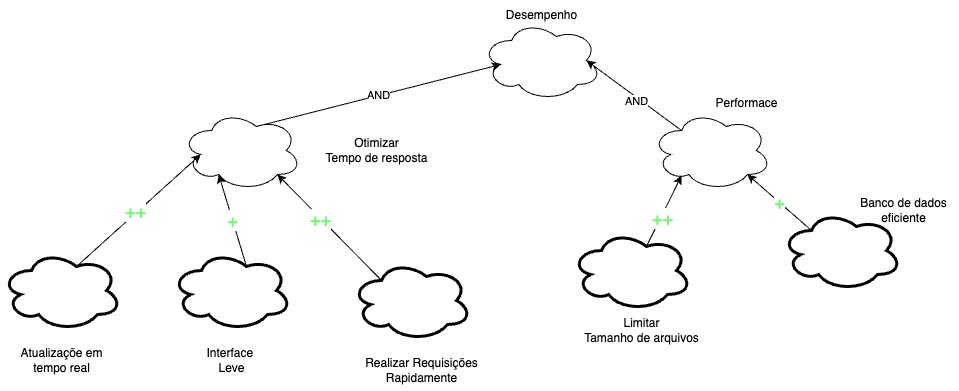 Desempenho
AND
AND
Performace
Otimizar
Tempo de resposta
++
+
++
++
+
Banco de dados
eficiente
Limitar
Tamanho de arquivos
Atualizaçõe em
tempo real
Interface
Leve
Realizar Requisições
Rapidamente